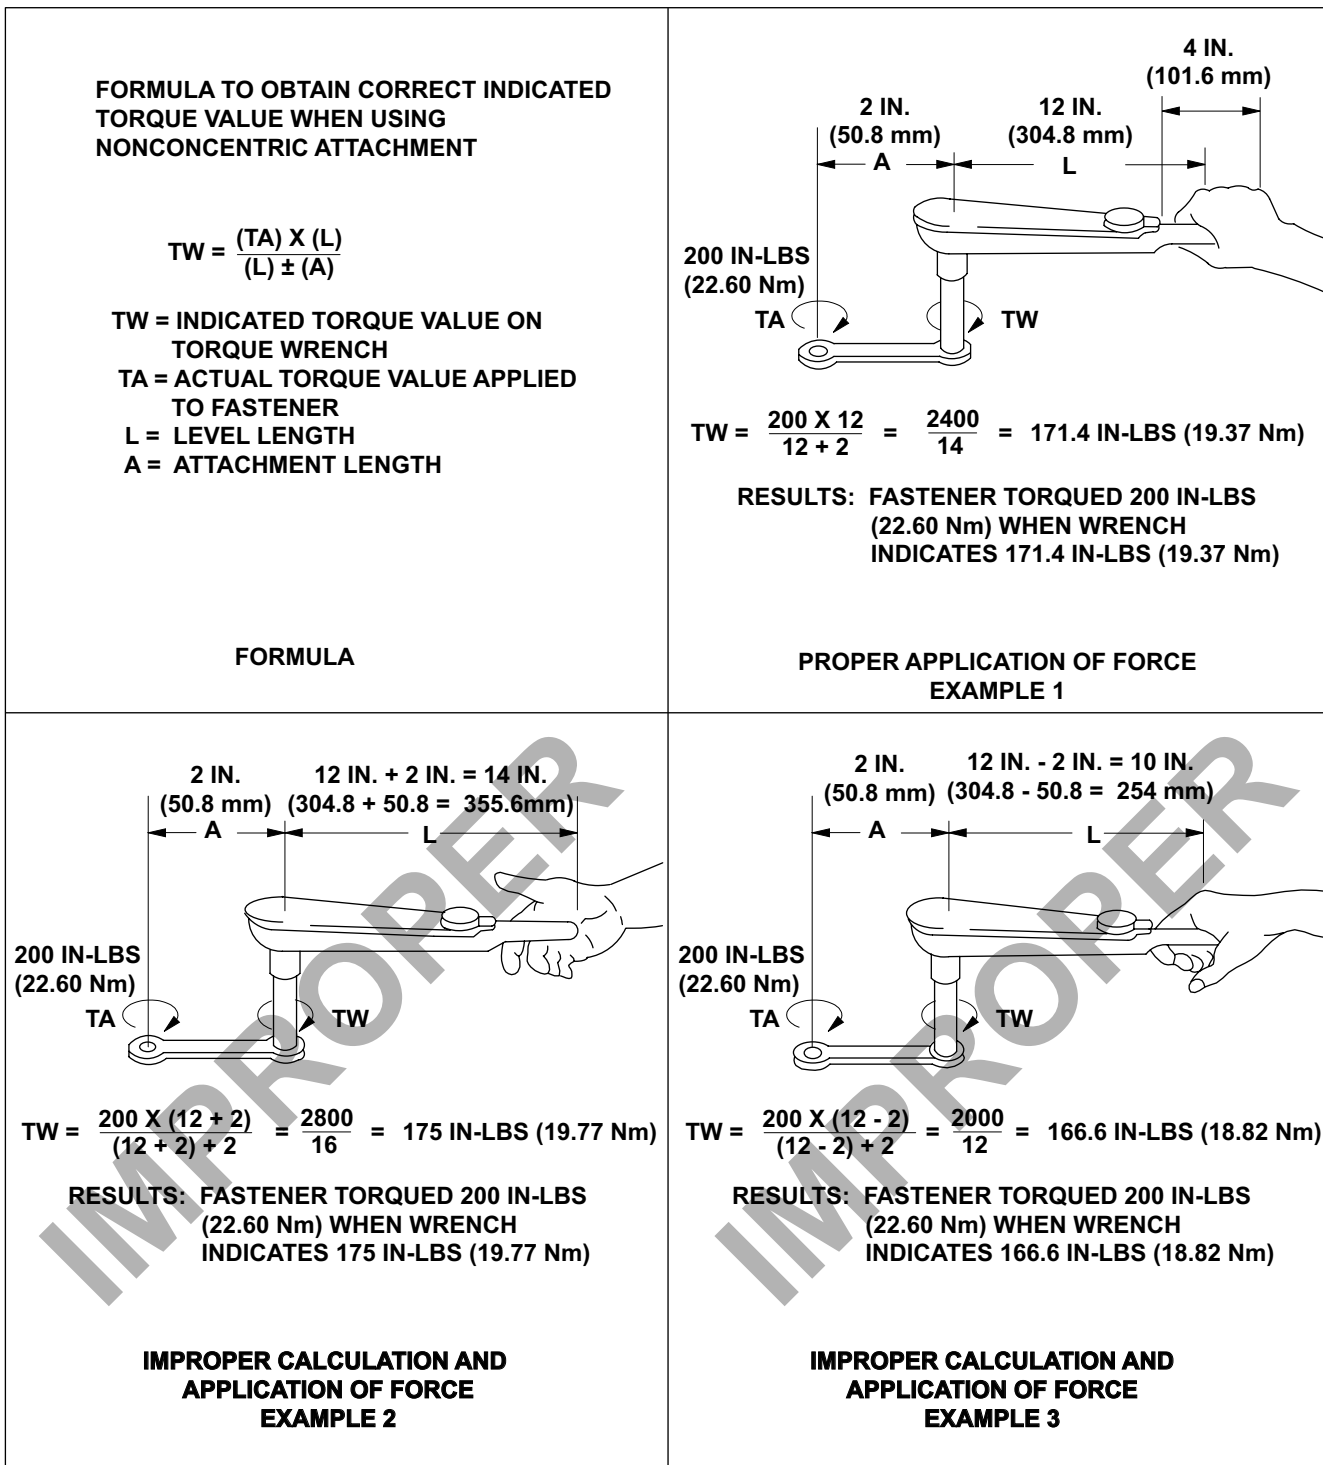 FORMULA TO OBTAIN CORRECT INDICATED
TORQUE VALUE WHEN USING
NONCONCENTRIC ATTACHMENT
TW = (TA) X (L)
(L) ± (A)
TW = INDICATED TORQUE VALUE ON
TORQUE WRENCH
TA = ACTUAL TORQUE VALUE APPLIED
TO FASTENER
L = LEVEL LENGTH
A = ATTACHMENT LENGTH
FORMULA
4 IN.
(101.6 mm)
2 IN.
(50.8 mm)
12 IN.
(304.8 mm)
A
L
200 IN-LBS
(22.60 Nm)
TA
TW
TW = 200 X 12 = 2400 = 171.4 IN-LBS (19.37 Nm)
12 + 2 14
RESULTS: FASTENER TORQUED 200 IN-LBS
(22.60 Nm) WHEN WRENCH
INDICATES 171.4 IN-LBS (19.37 Nm)
PROPER APPLICATION OF FORCE
EXAMPLE 1
2 IN.
(50.8 mm)
12 IN. + 2 IN. = 14 IN.
(304.8 + 50.8 = 355.6mm)
A
L
200 IN-LBS
(22.60 Nm)
TA
TW
TW = 200 X (12 + 2) = 2800 = 175 IN-LBS (19.77 Nm)
(12 + 2) + 2 16
RESULTS: FASTENER TORQUED 200 IN-LBS
(22.60 Nm) WHEN WRENCH
INDICATES 175 IN-LBS (19.77 Nm)
IMPROPER
IMPROPER CALCULATION AND
APPLICATION OF FORCE
EXAMPLE 2
2 IN.
(50.8 mm)
12 IN. - 2 IN. = 10 IN.
(304.8 - 50.8 = 254 mm)
A
L
200 IN-LBS
(22.60 Nm)
TA
TW
TW = 200 X (12 - 2) = 2000 = 166.6 IN-LBS (18.82 Nm)
(12 - 2) + 2 12
RESULTS: FASTENER TORQUED 200 IN-LBS
(22.60 Nm) WHEN WRENCH
INDICATES 166.6 IN-LBS (18.82 Nm)
IMPROPER
IMPROPER CALCULATION AND
APPLICATION OF FORCE
EXAMPLE 3